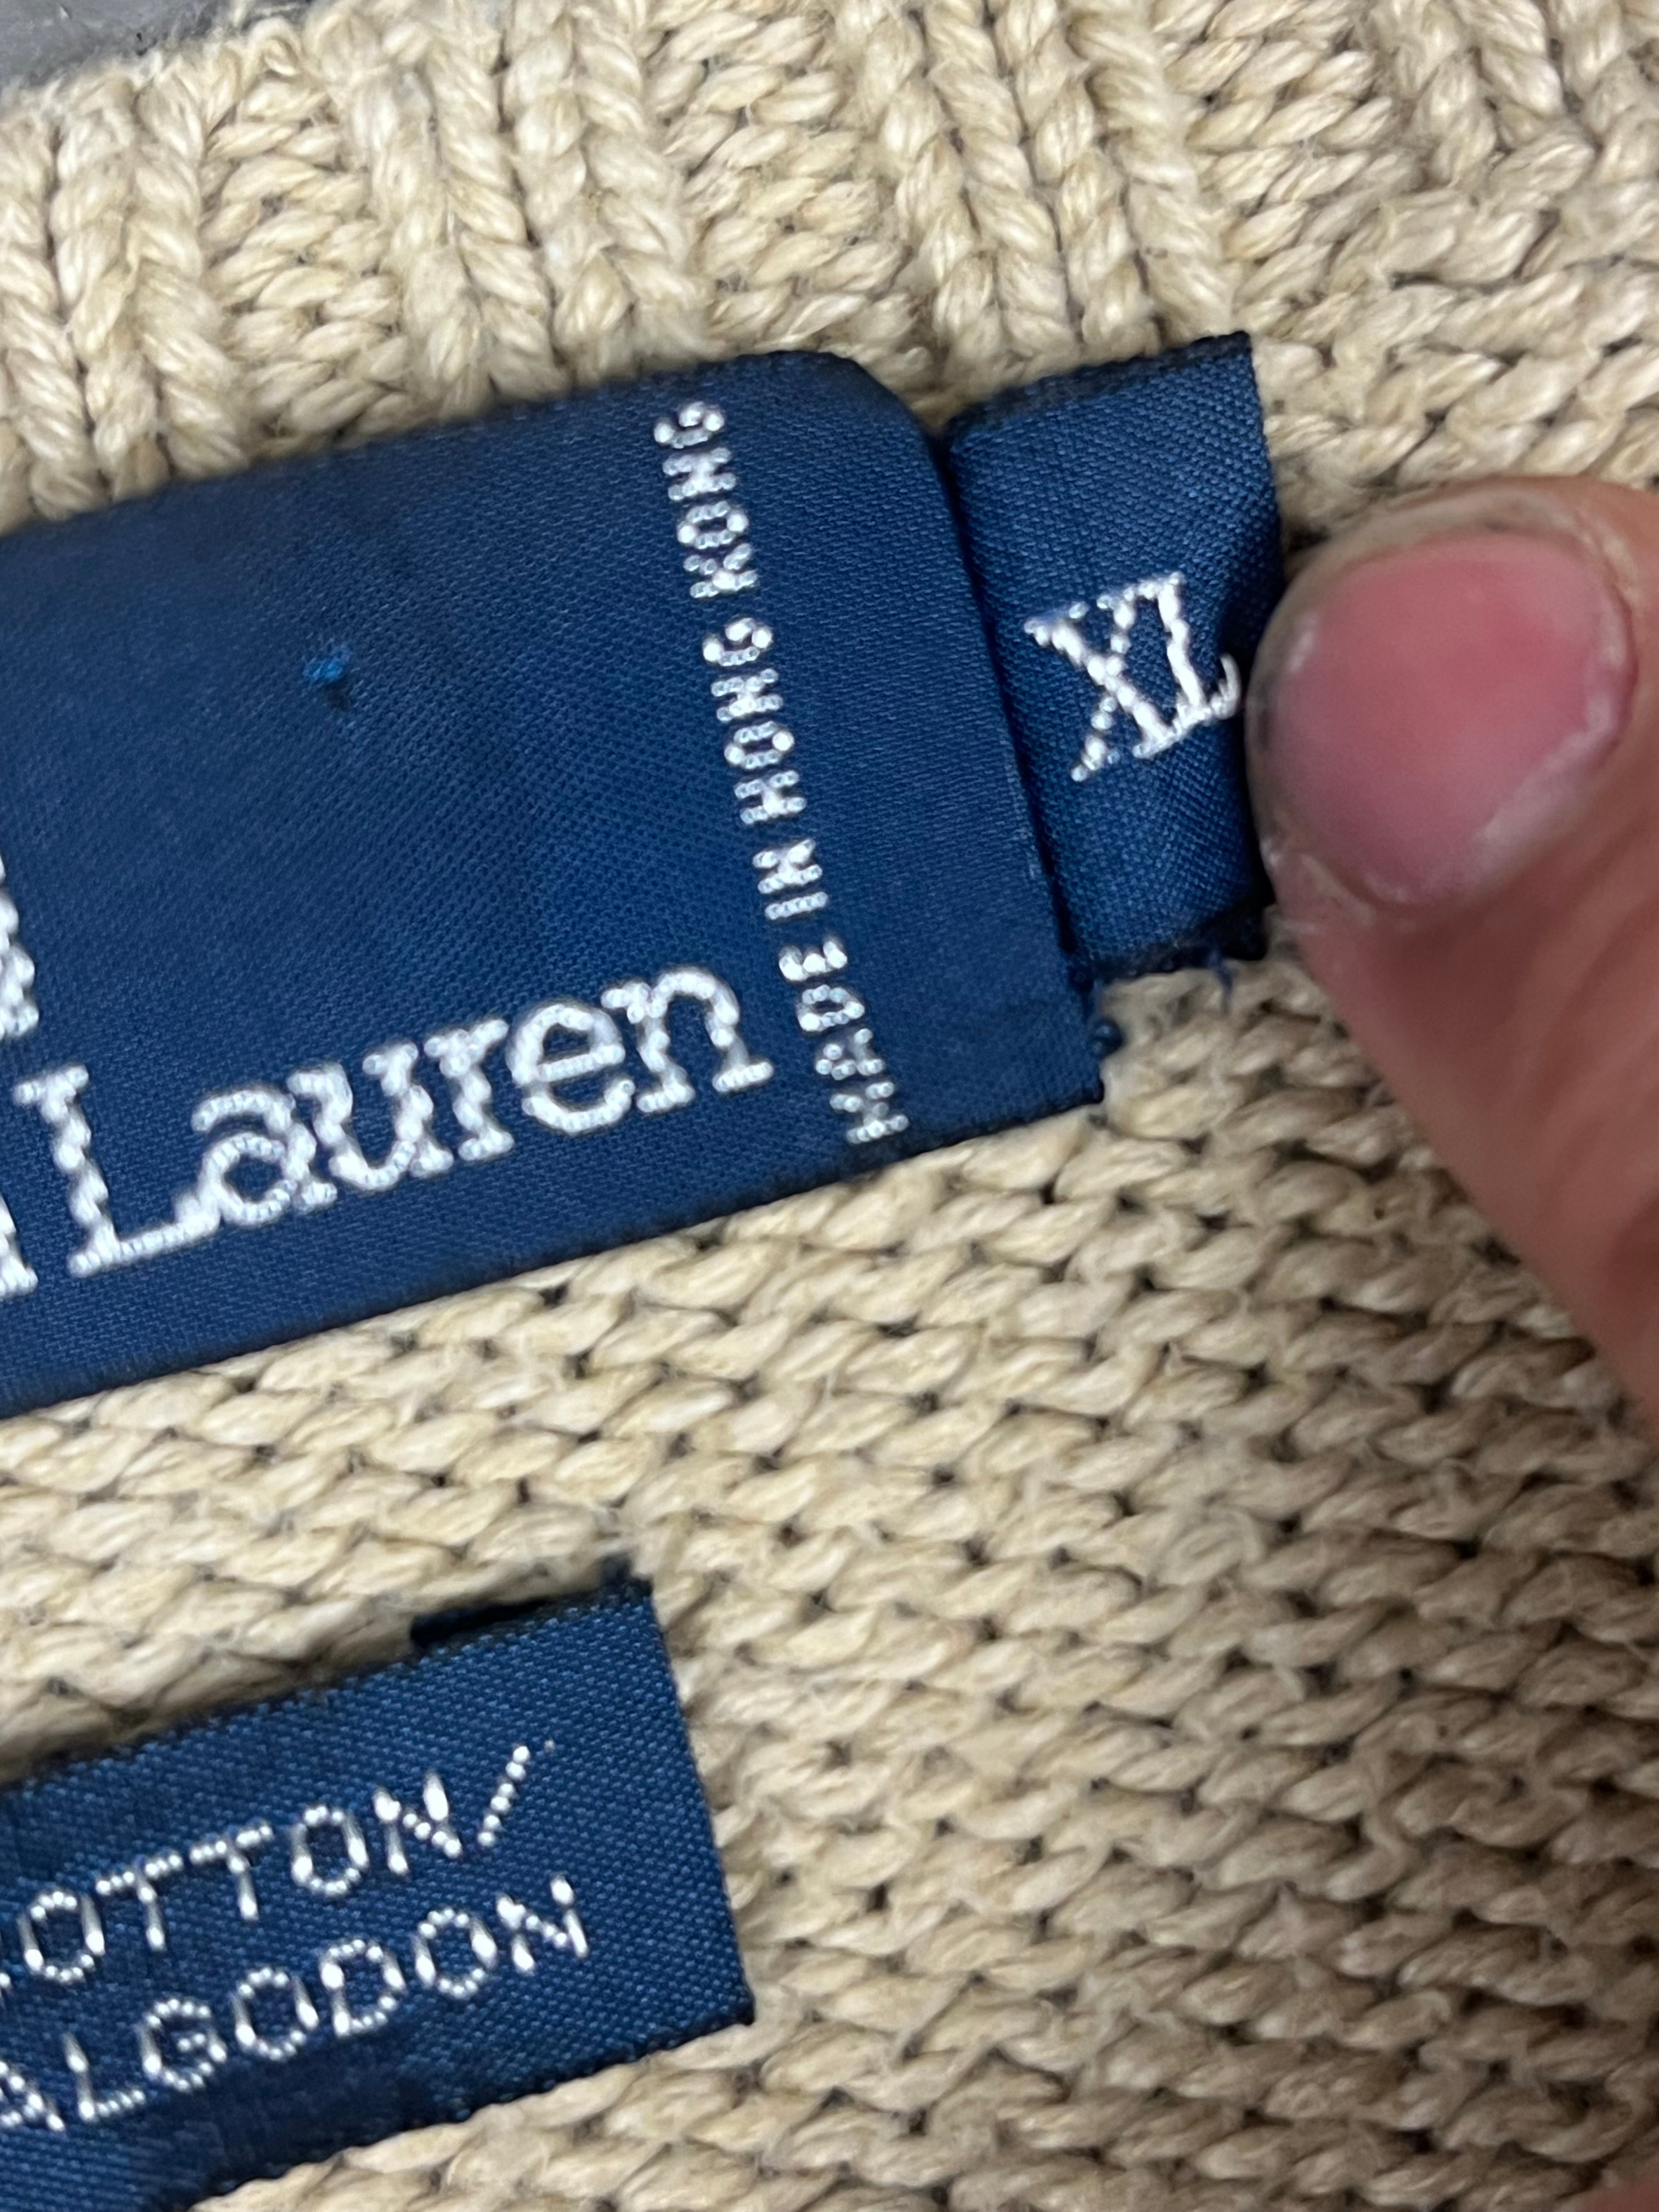 Lauren
MADE IN HONG KONG
XL
OTTON/
ALGODON